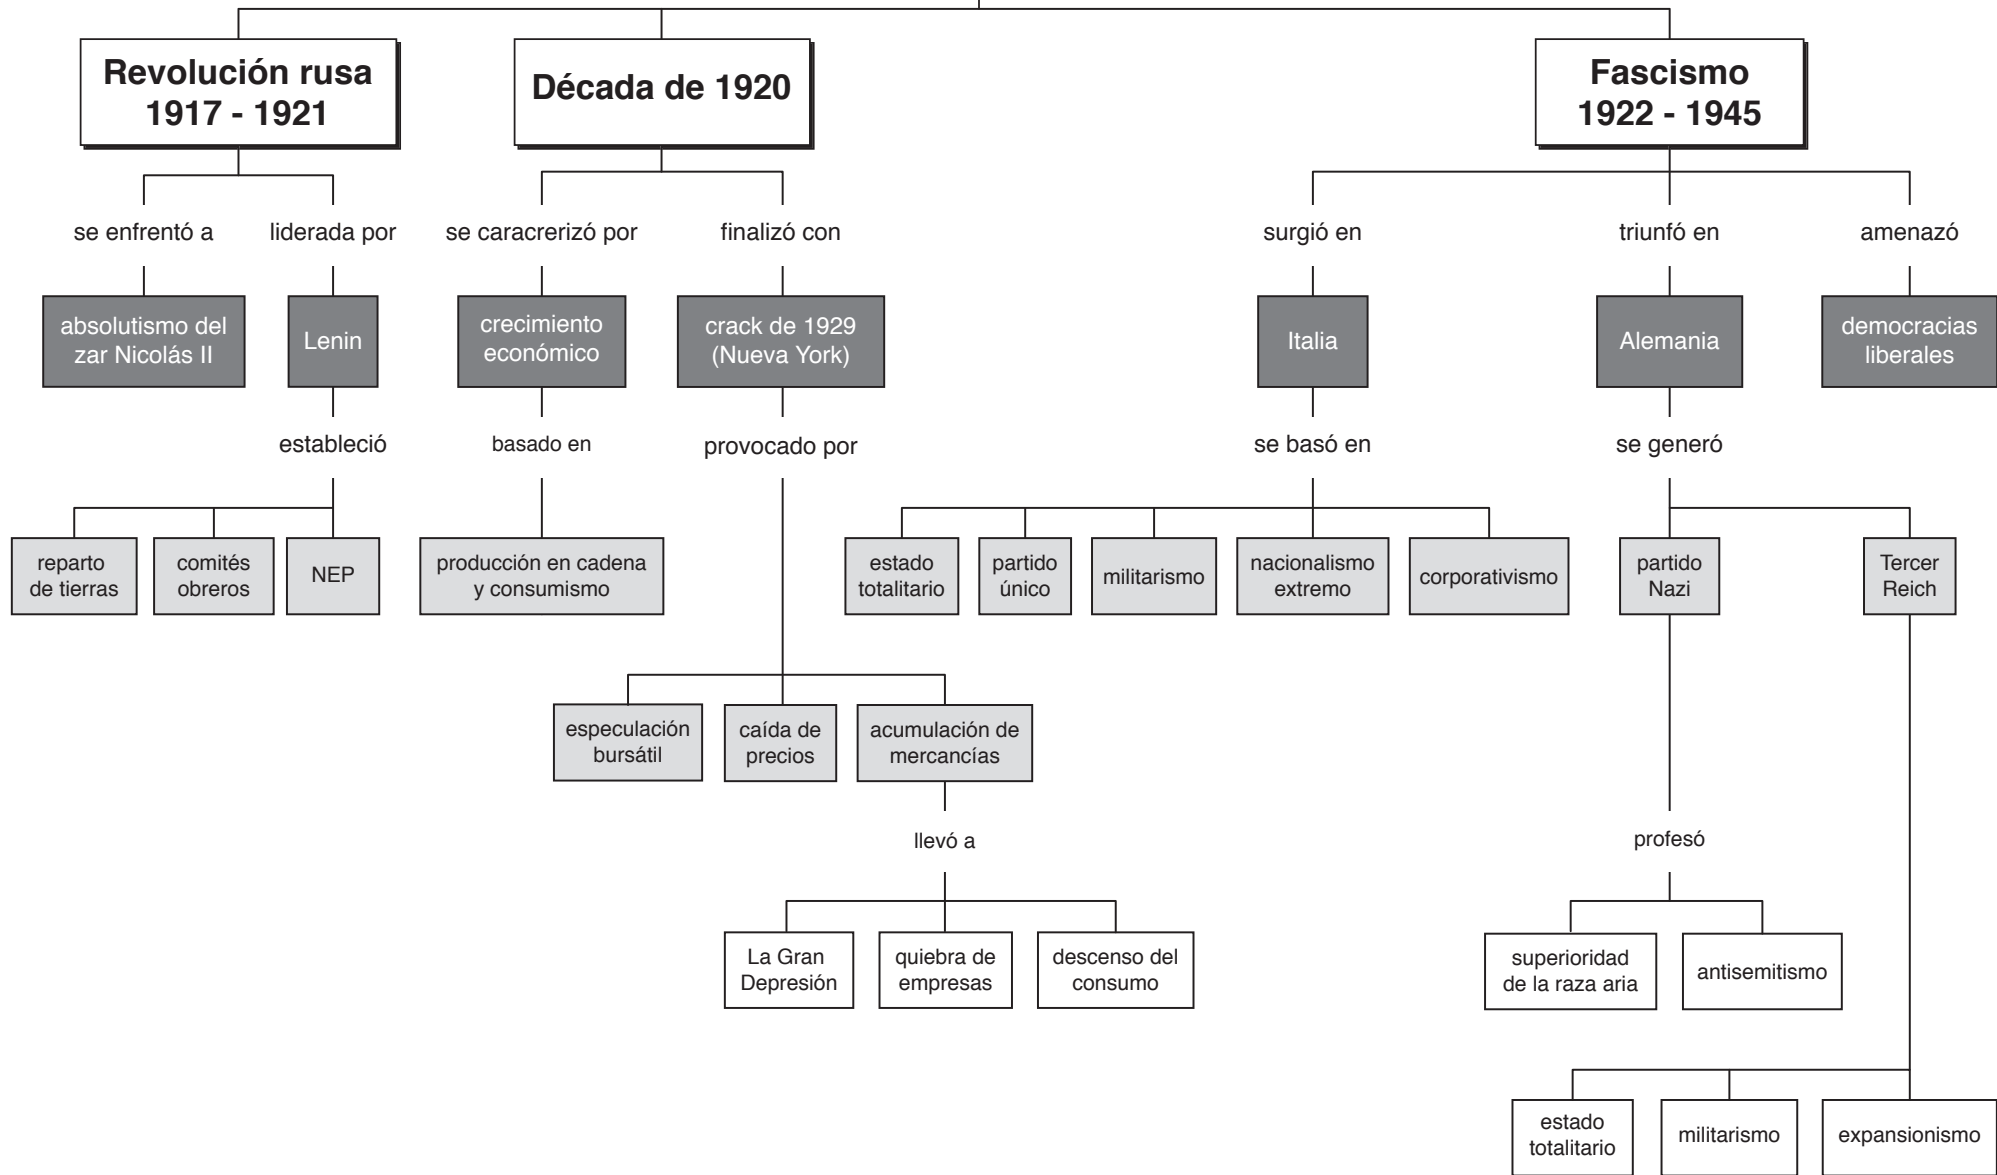 Revolución rusa
1917 - 1921
Década de 1920
Fascismo
1922 - 1945
se enfrentó a
liderada por
se caracrerizó por
finalizó con
surgió en
triunfó en
amenazó
absolutismo del
zar Nicolás II
Lenin
crecimiento
económico
crack de 1929
(Nueva York)
Italia
Alemania
democracias
liberales
estableció
basado en
provocado por
se basó en
se generó
reparto
de tierras
comités
obreros
NEP
producción en cadena
y consumismo
estado
totalitario
partido
único
militarismo
nacionalismo
extremo
corporativismo
partido
Nazi
Tercer
Reich
especulación
bursátil
caída de
precios
acumulación de
mercancías
llevó a
profesó
La Gran
Depresión
quiebra de
empresas
descenso del
consumo
superioridad
de la raza aria
antisemitismo
estado
totalitario
militarismo
expansionismo